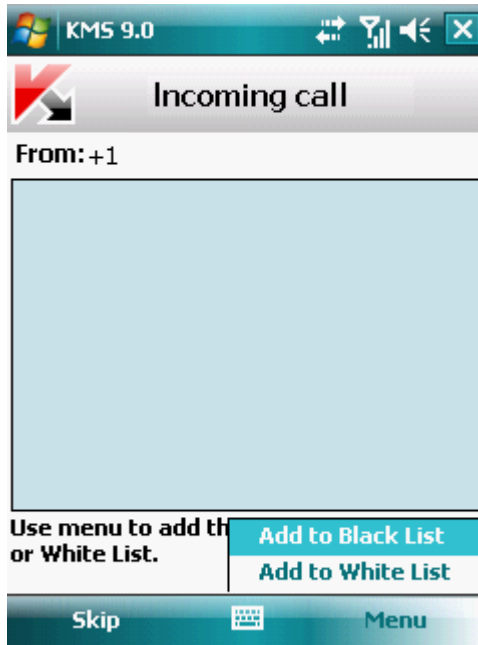 KMS 9.0
Incoming call
From: +1
Use menu to add th
or White List.
Add to Black List
Add to White List
Skip
Menu